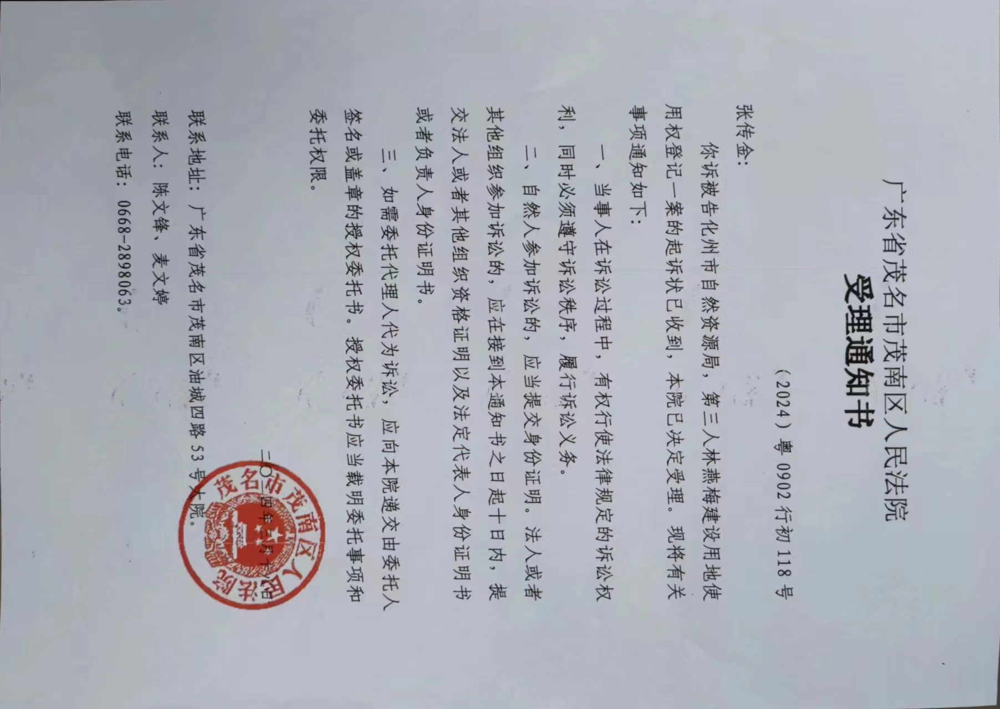 广东省茂名市茂南区人民法院
受理通知书
（2024）粤 0902 行初 118 号
张传金：
你诉被告化州市自然资源局，第三人林燕梅建设用地使
用权登记一案的起诉状已收到，本院已决定受理。现将有关
事项通知如下：
一、当事人在诉讼过程中，有权行使法律规定的诉讼权
利，同时必须遵守诉讼秩序，履行诉讼义务。
二、自然人参加诉讼的，应当提交身份证明。法人或者
其他组织参加诉讼的，应在接到本通知书之日起十日内，提
交法人或者其他组织资格证明以及法定代表人身份证明书
或者负责人身份证明书。
三、如需委托代理人代为诉讼，应向本院递交由委托人
签名或盖章的授权委托书。授权委托书应当载明委托事项和
委托权限。
二〇二四年三月十八日
茂名市茂南区人民法院
联系地址：广东省茂名市茂南区油城四路 53 号大院。
联系人：陈文锋、麦文婷
联系电话：0668-2898063。